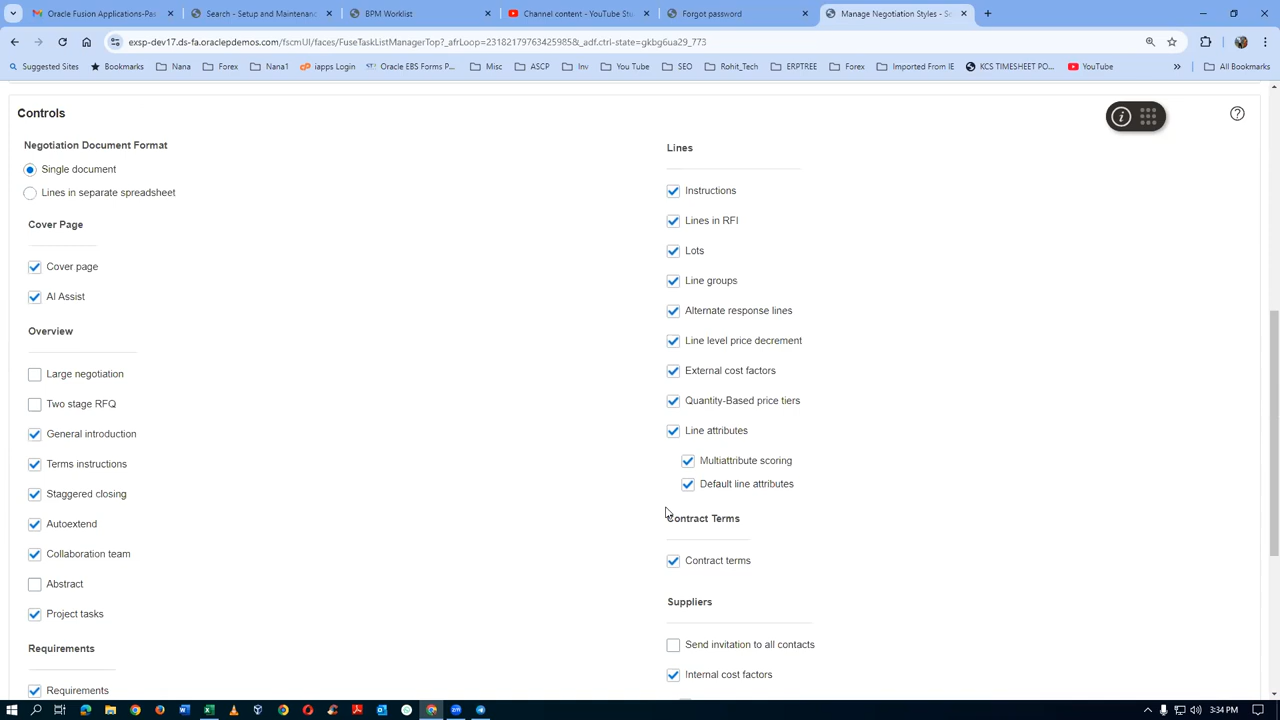 Oracle Fusion Applications-Pas
Search - Setup and Maintenanc
BPM Worklist
Channel content - YouTube Stu
Forgot password
Manage Negotiation Styles - Se
exsp-dev17.ds-fa.oraclepdemos.com/fscmUI/faces/FuseTaskListManagerTop?_afrLoop=23182179763425985&_adf.ctrl-state=gkbg6ua29_773
Suggested Sites
Bookmarks
Nana
Forex
Nana1
iapps Login
Oracle EBS Forms P...
Misc
ASCP
Inv
You Tube
SEO
Rohit_Tech
ERPTREE
Forex
Imported From IE
KCS TIMESHEET PO...
YouTube
All Bookmarks
Controls
Negotiation Document Format
Single document
Lines in separate spreadsheet
Cover Page
Cover page
AI Assist
Overview
Large negotiation
Two stage RFQ
General introduction
Terms instructions
Staggered closing
Autoextend
Collaboration team
Abstract
Project tasks
Requirements
Requirements
Lines
Instructions
Lines in RFI
Lots
Line groups
Alternate response lines
Line level price decrement
External cost factors
Quantity-Based price tiers
Line attributes
Multiattribute scoring
Default line attributes
Contract Terms
Contract terms
Suppliers
Send invitation to all contacts
Internal cost factors
3:34 PM